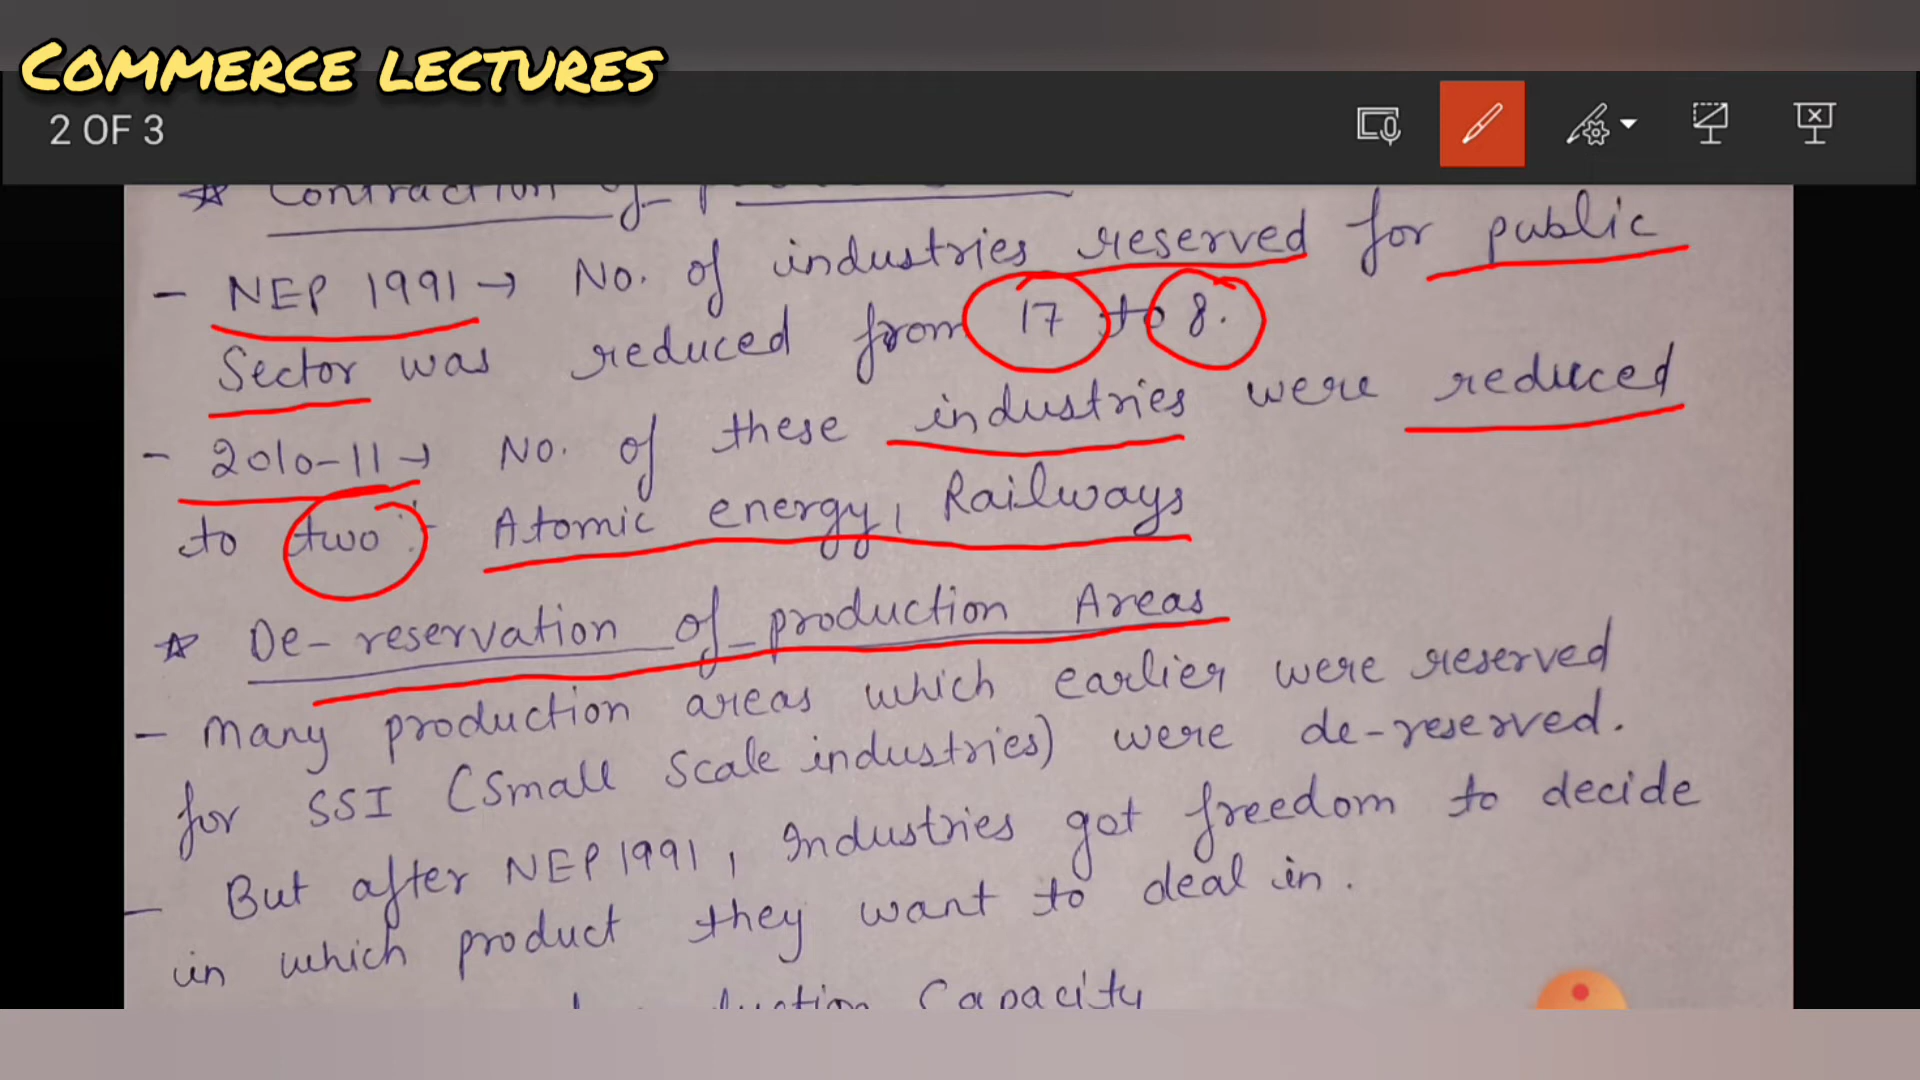 COMMERCE LECTURES
2 OF 3
☆ Contraction of
- NEP 1991 → No. of industries reserved for public
Sector was reduced from 17 to 8.
- 2010-11 → No. of these industries were reduced
to two :- Atomic energy, Railways
☆ De-reservation of production Areas
- Many production areas which earlier were reserved
for SSI (Small Scale industries) were de-reserved.
- But after NEP 1991, Industries got freedom to decide
in which product they want to deal in.
Capacity